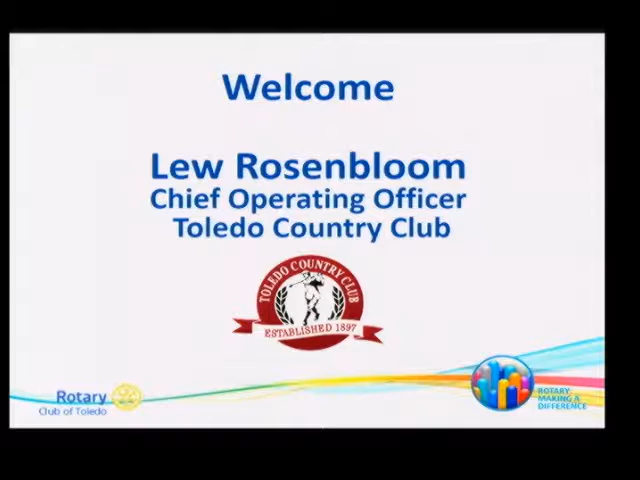 Welcome
Lew Rosenbloom
Chief Operating Officer
Toledo Country Club
TOLEDO COUNTRY CLUB
ESTABLISHED 1897
Rotary
Club of Toledo
ROTARY
MAKING A
DIFFERENCE